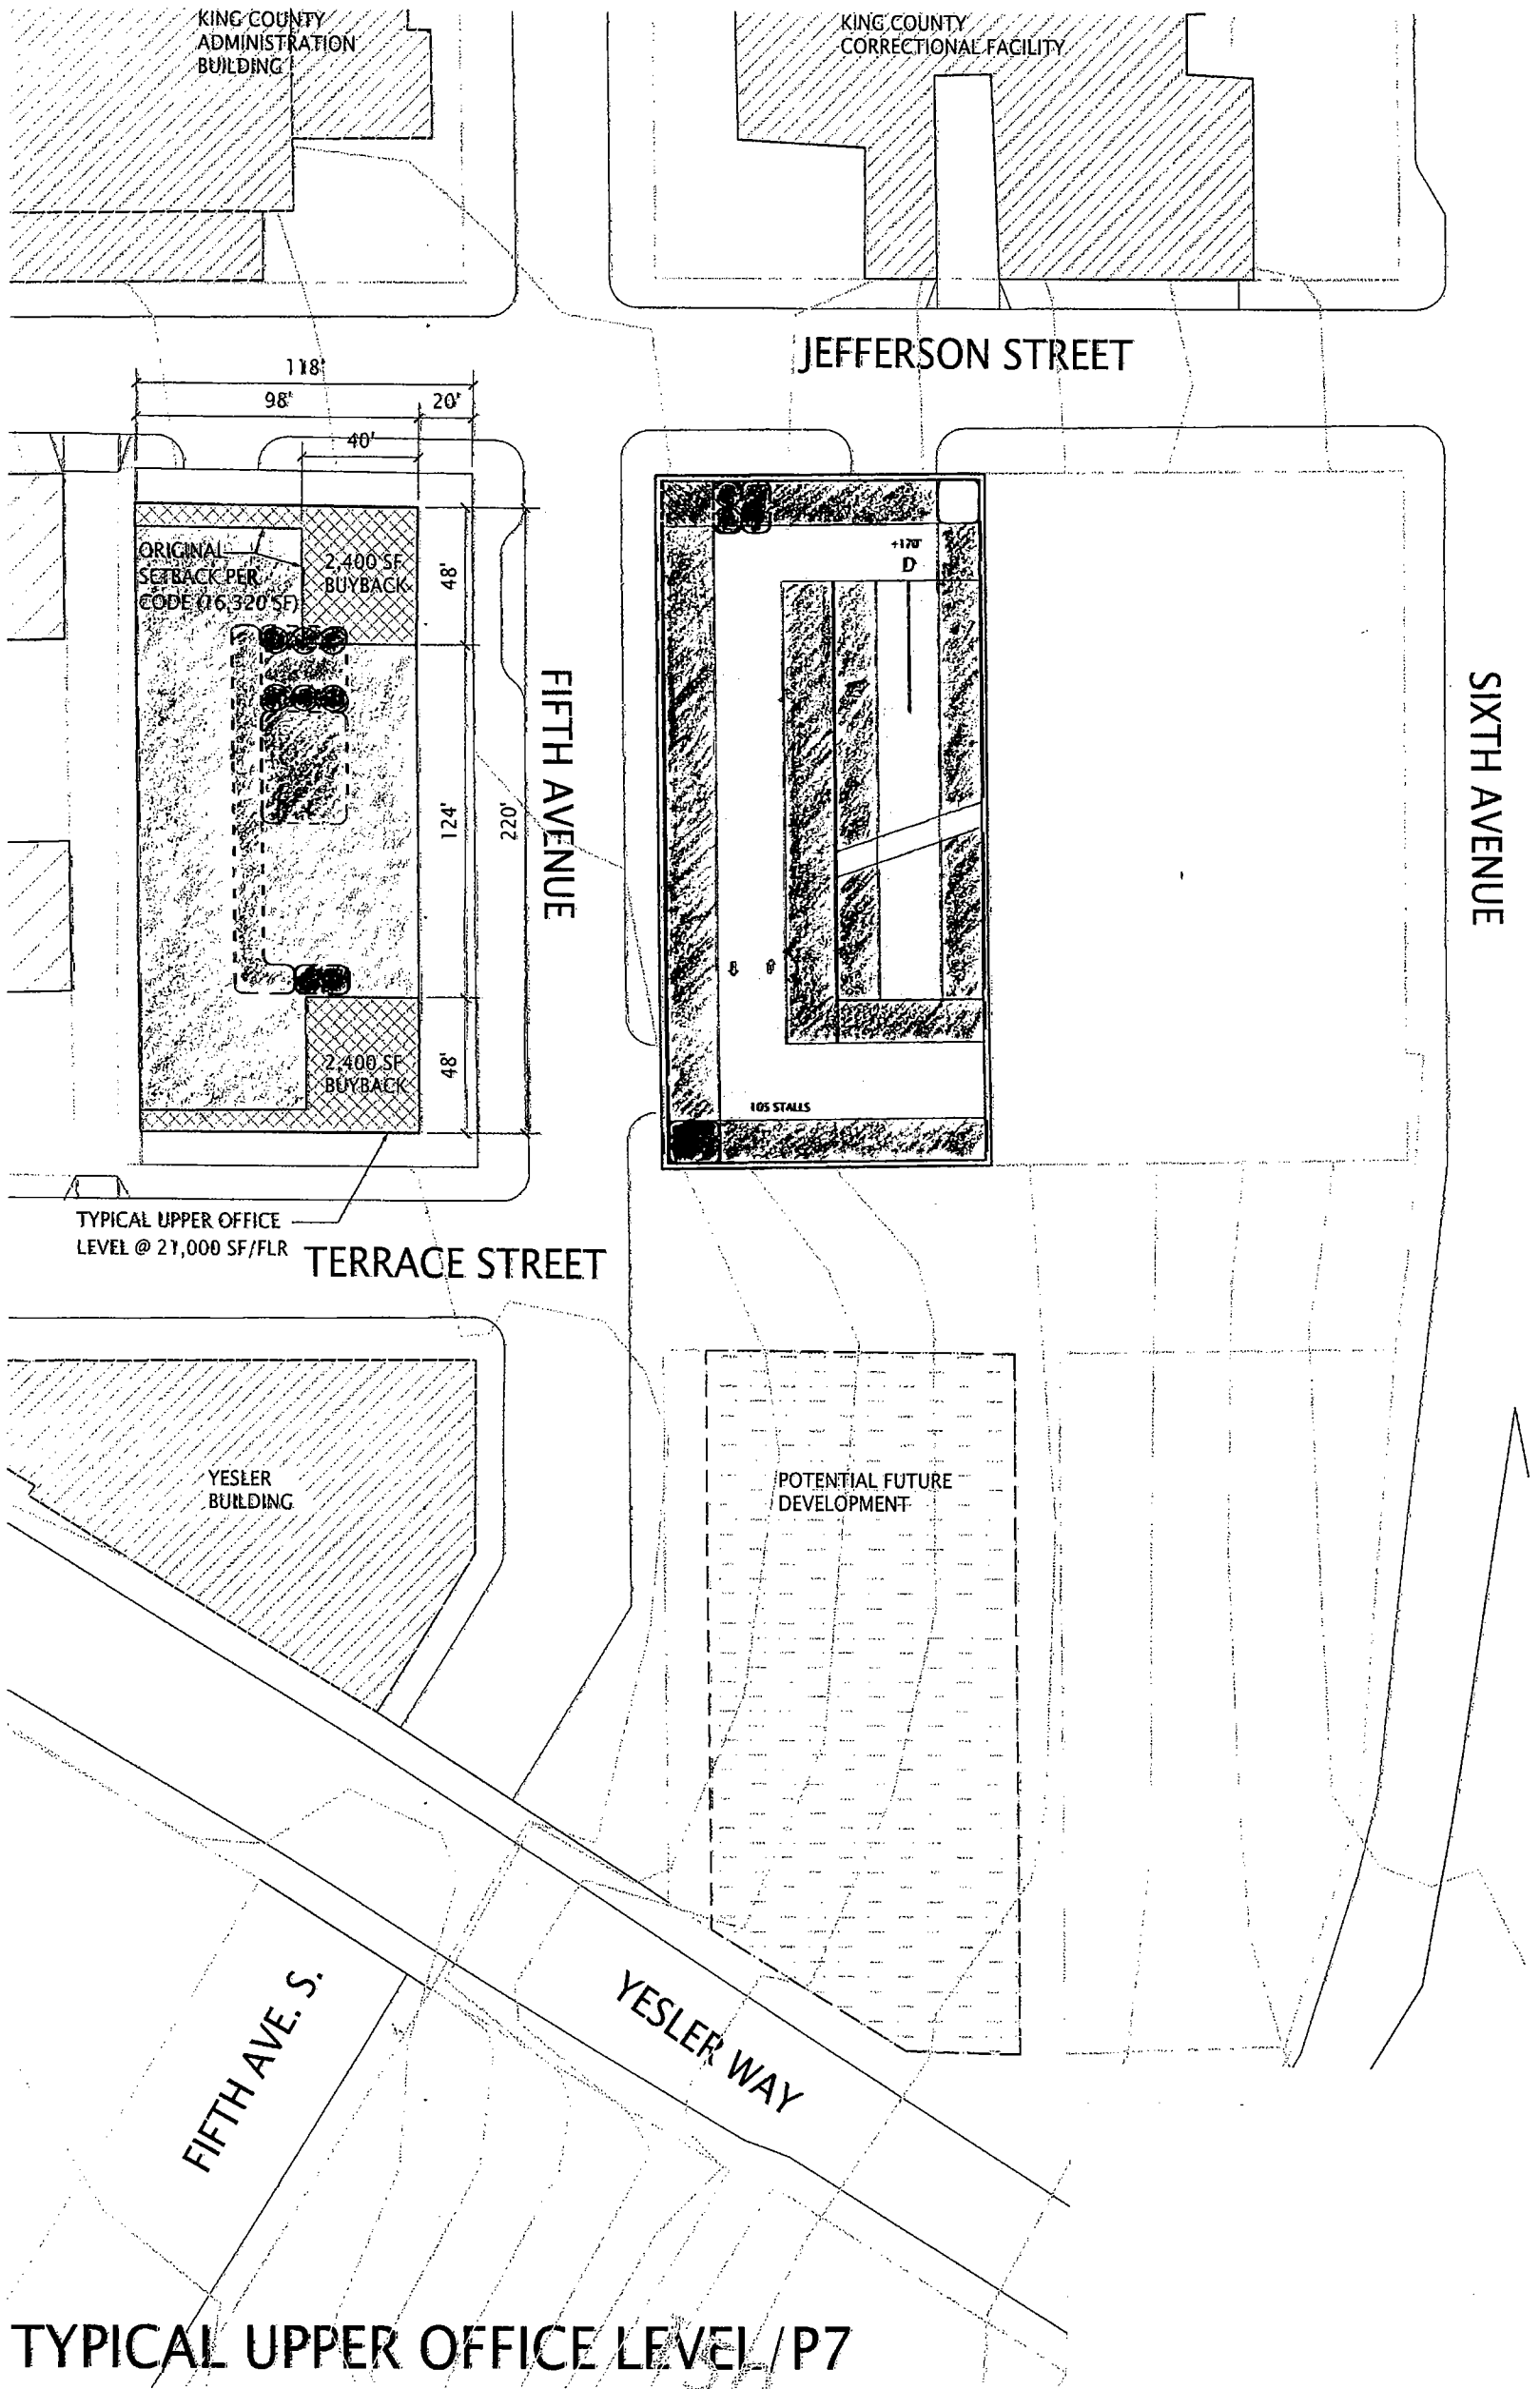 KING COUNTY
ADMINISTRATION
BUILDING
KING COUNTY
CORRECTIONAL FACILITY
JEFFERSON STREET
118'
98'
20'
40'
ORIGINAL
SETBACK PER
CODE (16,320 SF)
2,400 SF
BUYBACK
48'
124'
220'
48'
2,400 SF
BUYBACK
FIFTH AVENUE
+170'
D
105 STALLS
SIXTH AVENUE
TYPICAL UPPER OFFICE
LEVEL @ 21,000 SF/FLR
TERRACE STREET
YESLER
BUILDING
POTENTIAL FUTURE
DEVELOPMENT
FIFTH AVE. S.
YESLER WAY
TYPICAL UPPER OFFICE LEVEL/P7